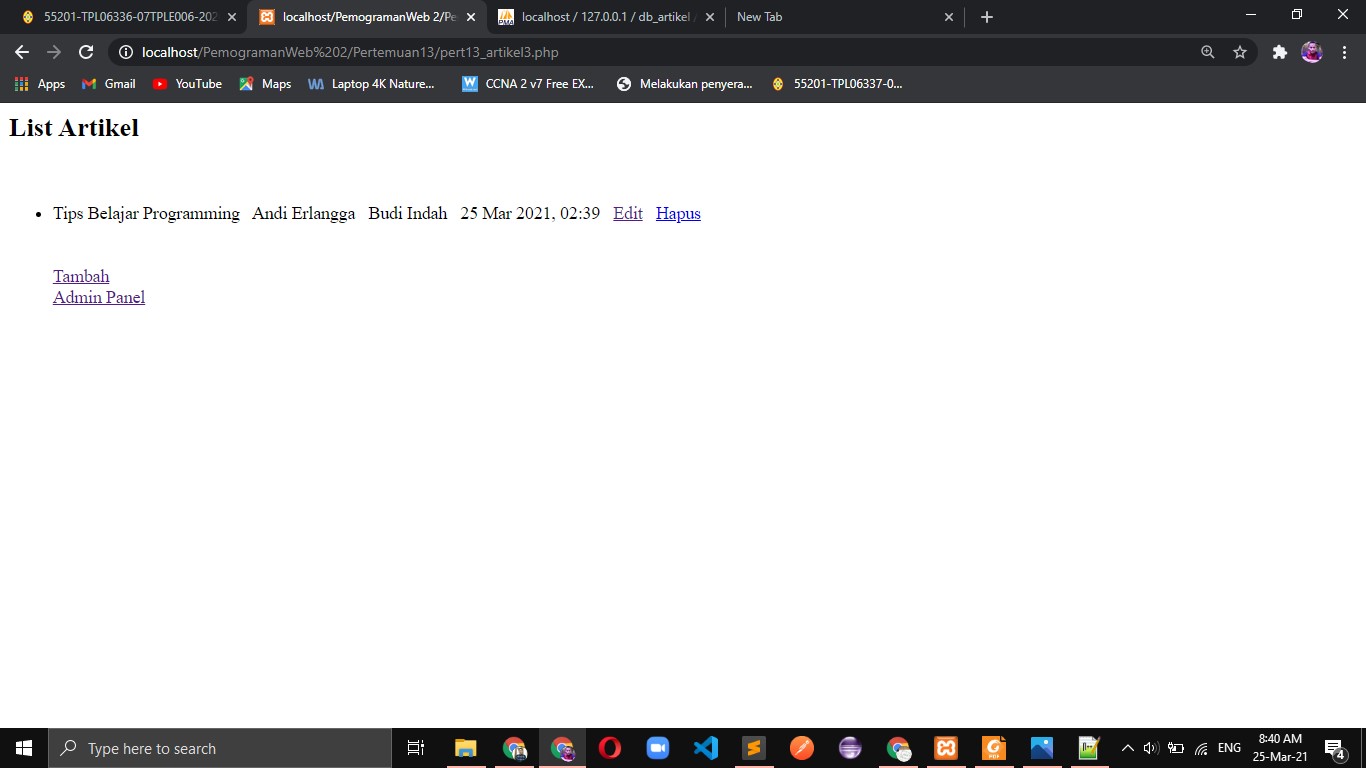 55201-TPL06336-07TPLE006-202
localhost/PemogramanWeb 2/Pe
localhost / 127.0.0.1 / db_artikel /
New Tab
localhost/PemogramanWeb%202/Pertemuan13/pert13_artikel3.php
Apps
Gmail
YouTube
Maps
Laptop 4K Nature...
CCNA 2 v7 Free EX...
Melakukan penyera...
55201-TPL06337-0...
List Artikel
Tips Belajar Programming Andi Erlangga Budi Indah 25 Mar 2021, 02:39 Edit Hapus
Tambah
Admin Panel
Type here to search
ENG
8:40 AM
25-Mar-21
4